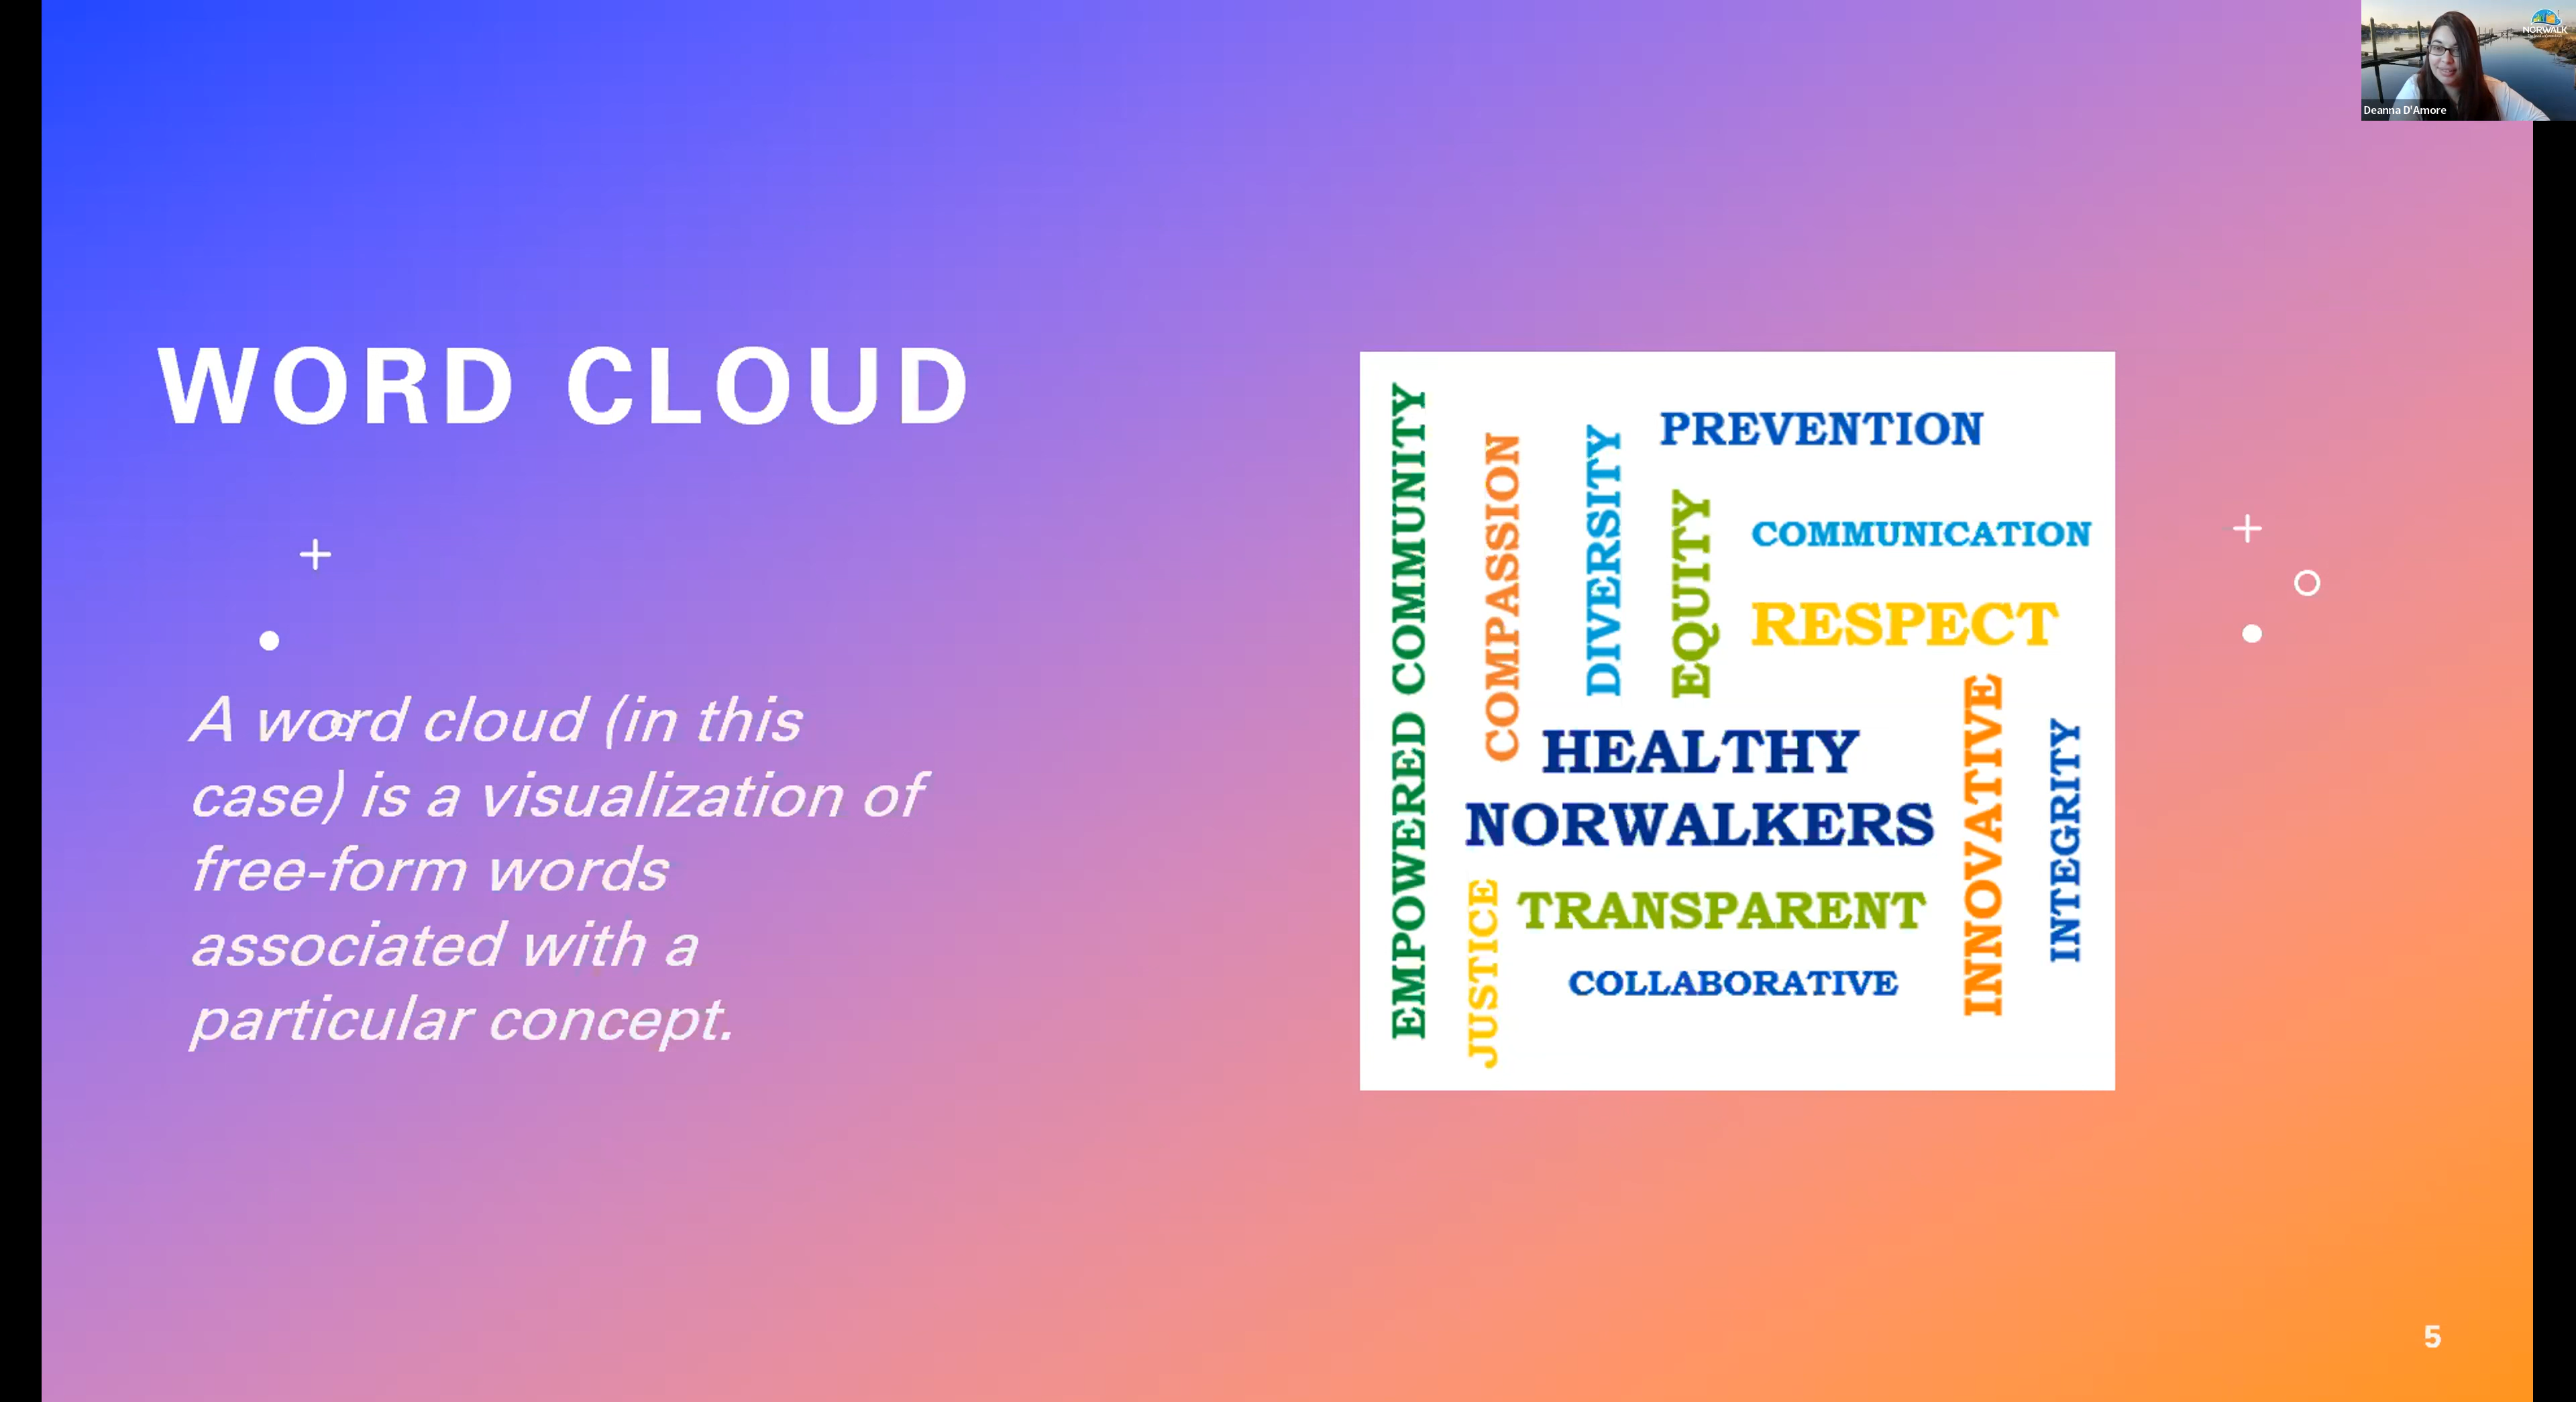 NORWALK
Deanna D'Amore
WORD CLOUD
A word cloud (in this
case) is a visualization of
free-form words
associated with a
particular concept.
EMPOWERED COMMUNITY
COMPASSION
DIVERSITY
PREVENTION
EQUITY
COMMUNICATION
RESPECT
HEALTHY
NORWALKERS
INNOVATIVE
INTEGRITY
JUSTICE
TRANSPARENT
COLLABORATIVE
5